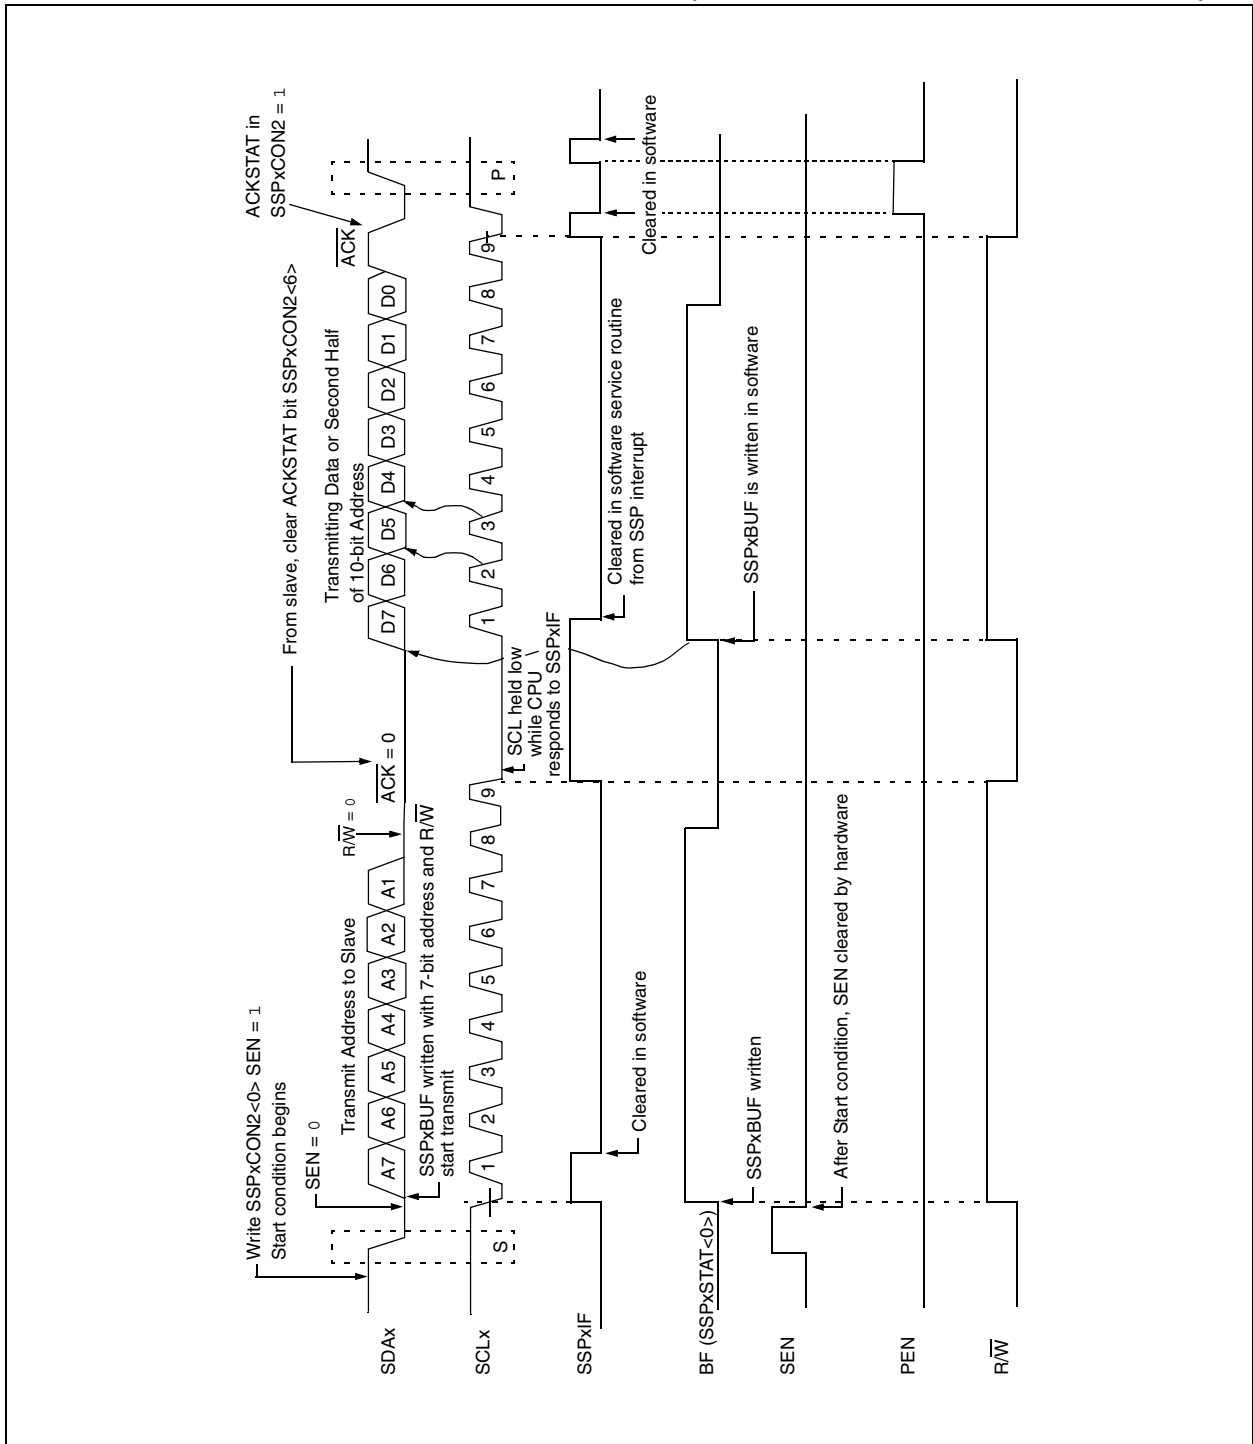 Write SSPxCON2<0> SEN = 1
Start condition begins
SEN = 0
Transmit Address to Slave
R/W = 0
From slave, clear ACKSTAT bit SSPxCON2<6>
ACK = 0
Transmitting Data or Second Half
of 10-bit Address
ACKSTAT in
SSPxCON2 = 1
ACK
SDAx
A7 A6 A5 A4 A3 A2 A1
D7 D6 D5 D4 D3 D2 D1 D0
SSPxBUF written with 7-bit address and R/W
start transmit
SCLx
S
1 2 3 4 5 6 7 8 9
1 2 3 4 5 6 7 8 9
P
SCL held low
while CPU
responds to SSPxIF
SSPxIF
Cleared in software
Cleared in software service routine
from SSP interrupt
Cleared in software
BF (SSPxSTAT<0>)
SSPxBUF written
SSPxBUF is written in software
SEN
After Start condition, SEN cleared by hardware
PEN
R/W